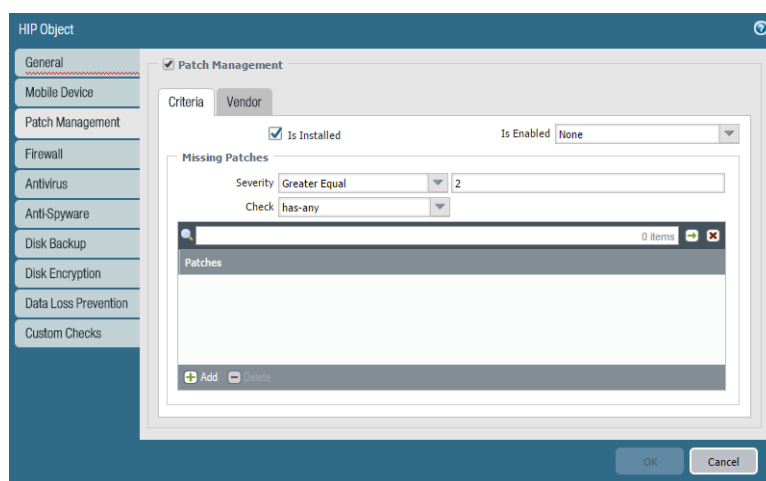 HIP Object
General
Mobile Device
Patch Management
Firewall
Antivirus
Anti-Spyware
Disk Backup
Disk Encryption
Data Loss Prevention
Custom Checks
Patch Management
Criteria Vendor
Is Installed Is Enabled None
Missing Patches
Severity Greater Equal 2
Check has-any
0 items
Patches
Add Delete
OK Cancel